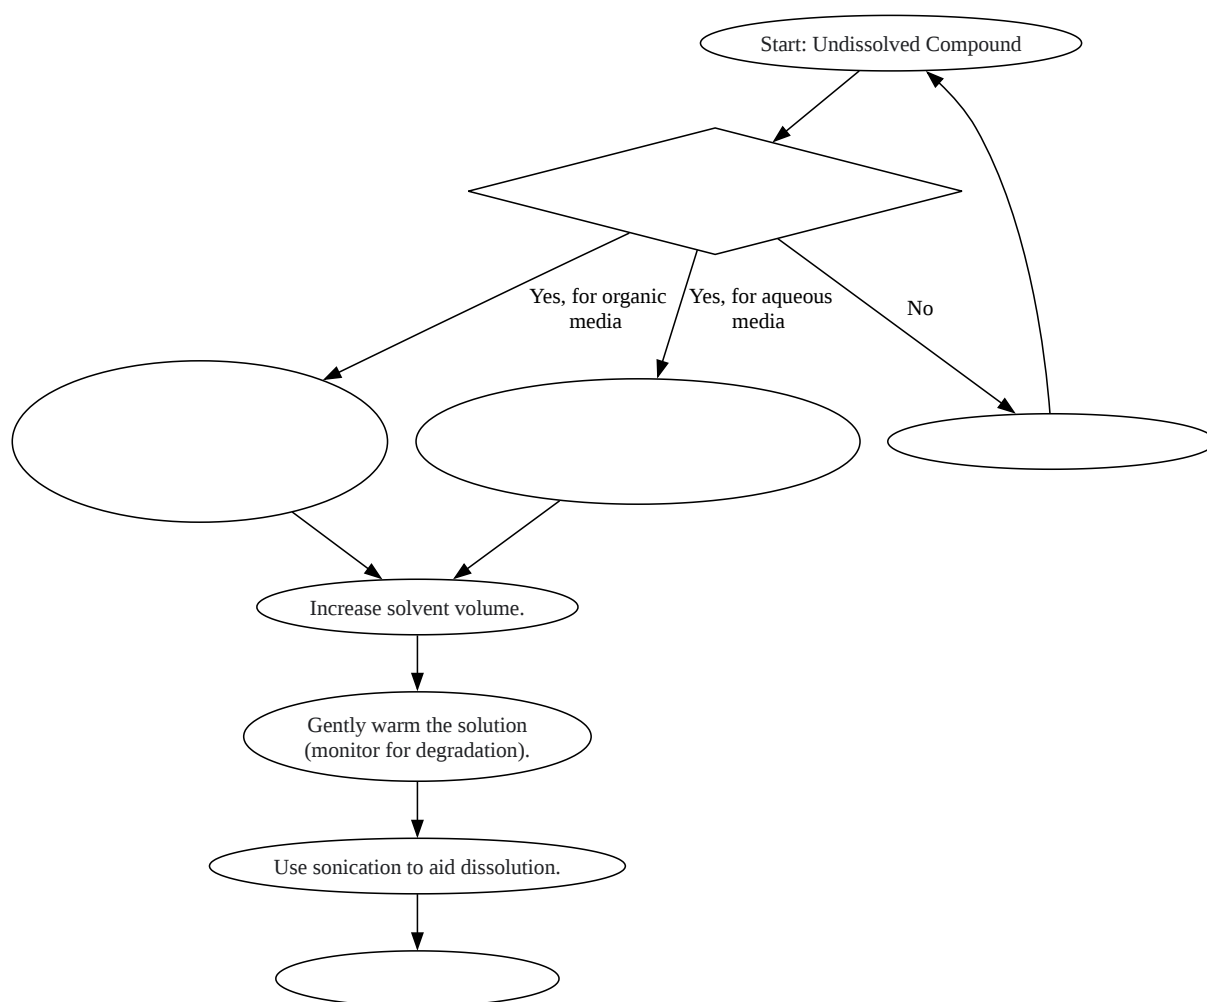 Start: Undissolved Compound
Yes, for organic
media
Yes, for aqueous
media
No
Increase solvent volume.
Gently warm the solution
(monitor for degradation).
Use sonication to aid dissolution.